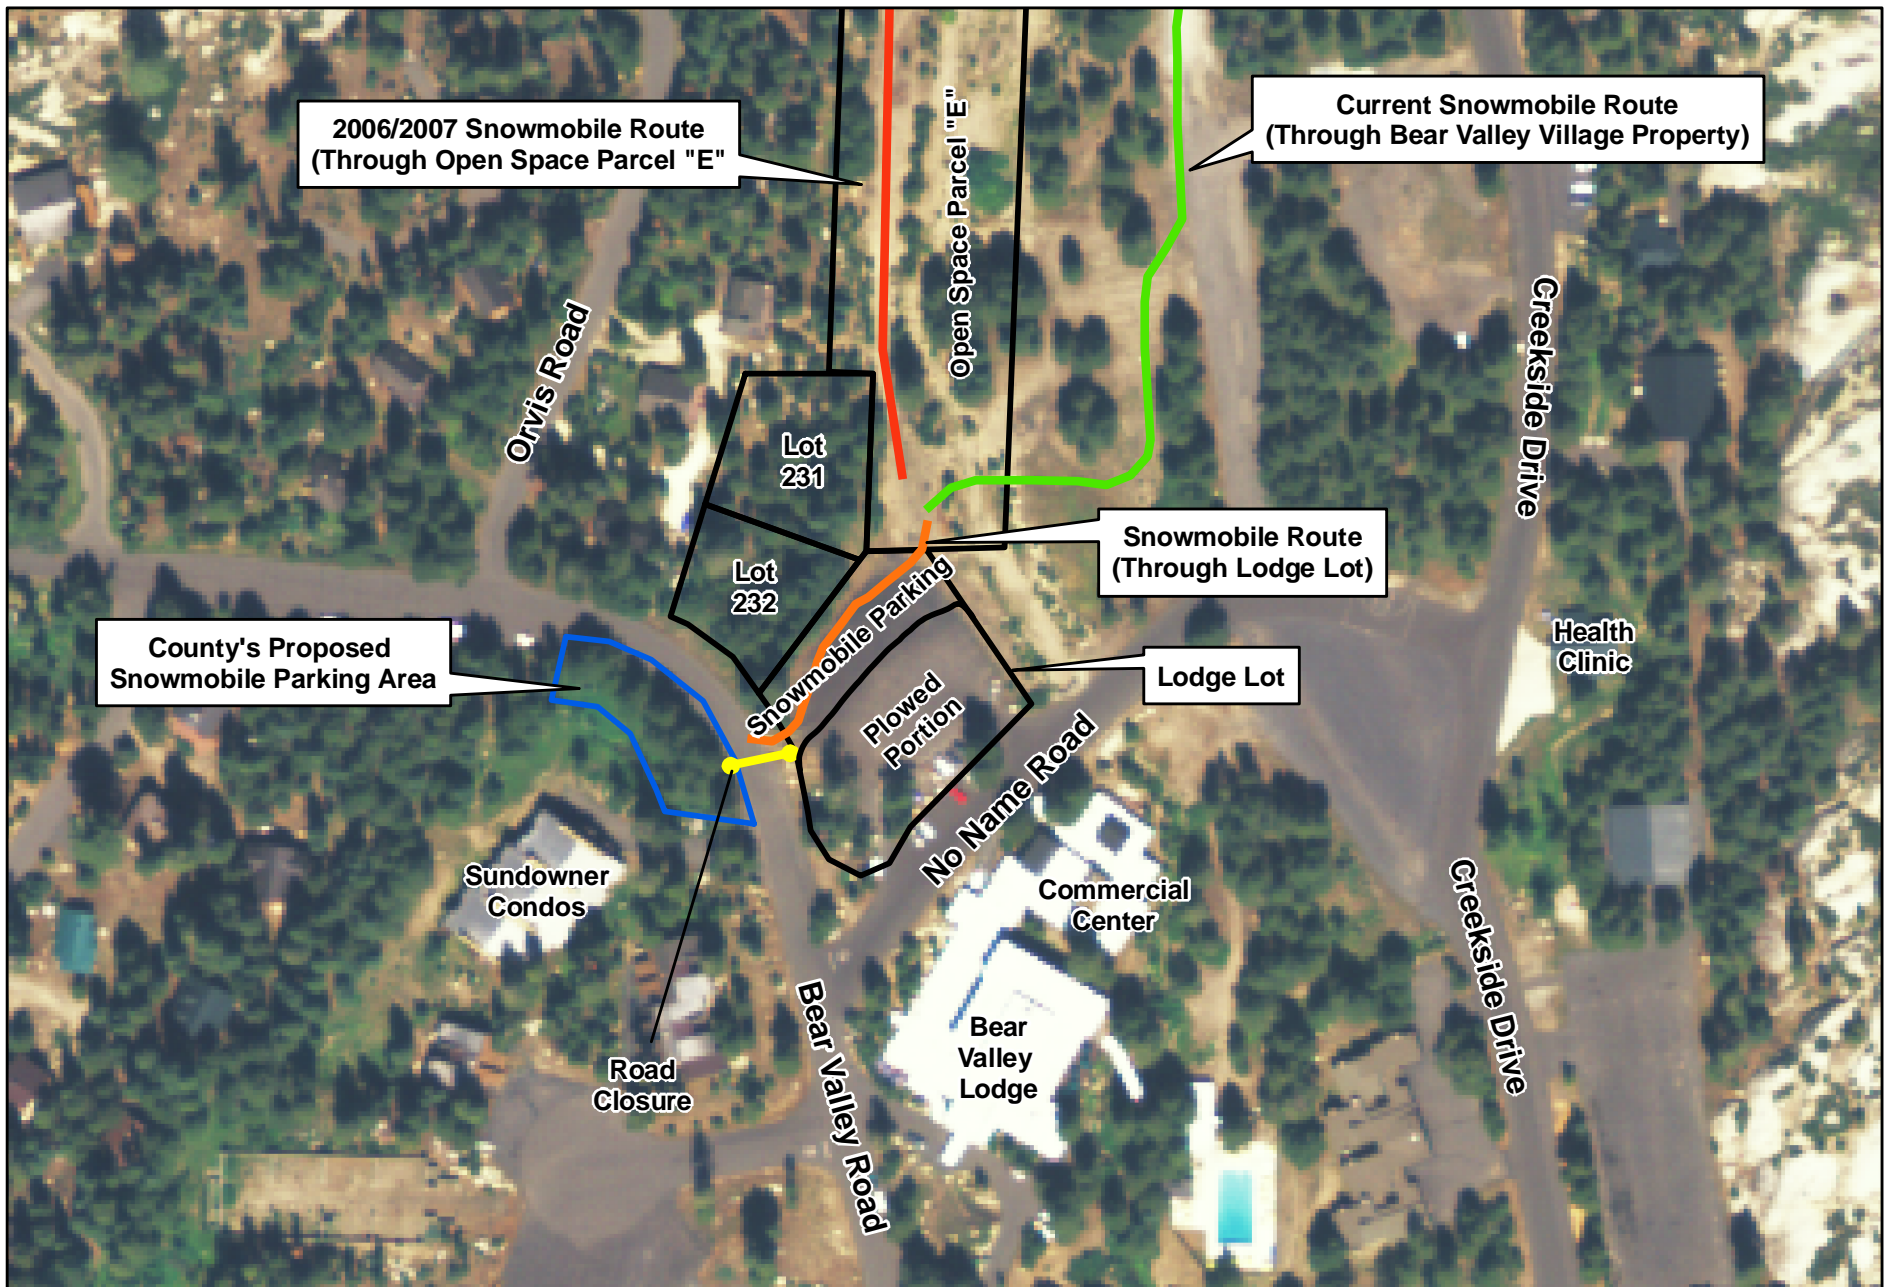 2006/2007 Snowmobile Route
(Through Open Space Parcel "E"
Current Snowmobile Route
(Through Bear Valley Village Property)
Open Space Parcel "E"
Orvis Road
Creekside Drive
Lot
231
Lot
232
Snowmobile Route
(Through Lodge Lot)
Snowmobile Parking
County's Proposed
Snowmobile Parking Area
Health
Clinic
Lodge Lot
Plowed
Portion
No Name Road
Sundowner
Condos
Commercial
Center
Creekside Drive
Bear Valley Road
Bear
Valley
Lodge
Road
Closure